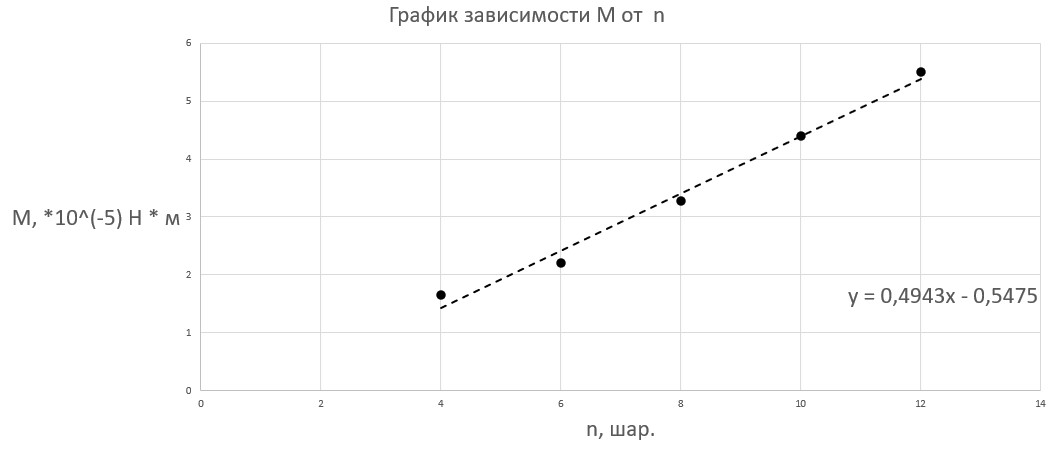 График зависимости М от n
6
5
4
М, *10^(-5) Н * м
3
2
y = 0,4943x - 0,5475
1
0
0 2 4 6 8 10 12 14
n, шар.